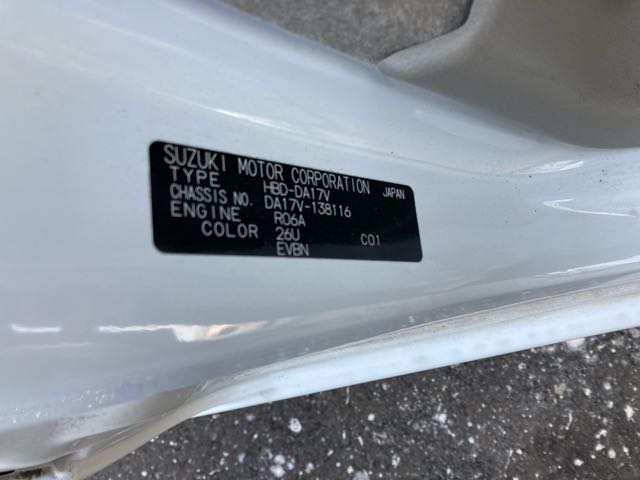 SUZUKI MOTOR CORPORATION JAPAN
TYPE HBD-DA17V
CHASSIS NO. DA17V-138116
ENGINE R06A
COLOR 26U C01
EVBN